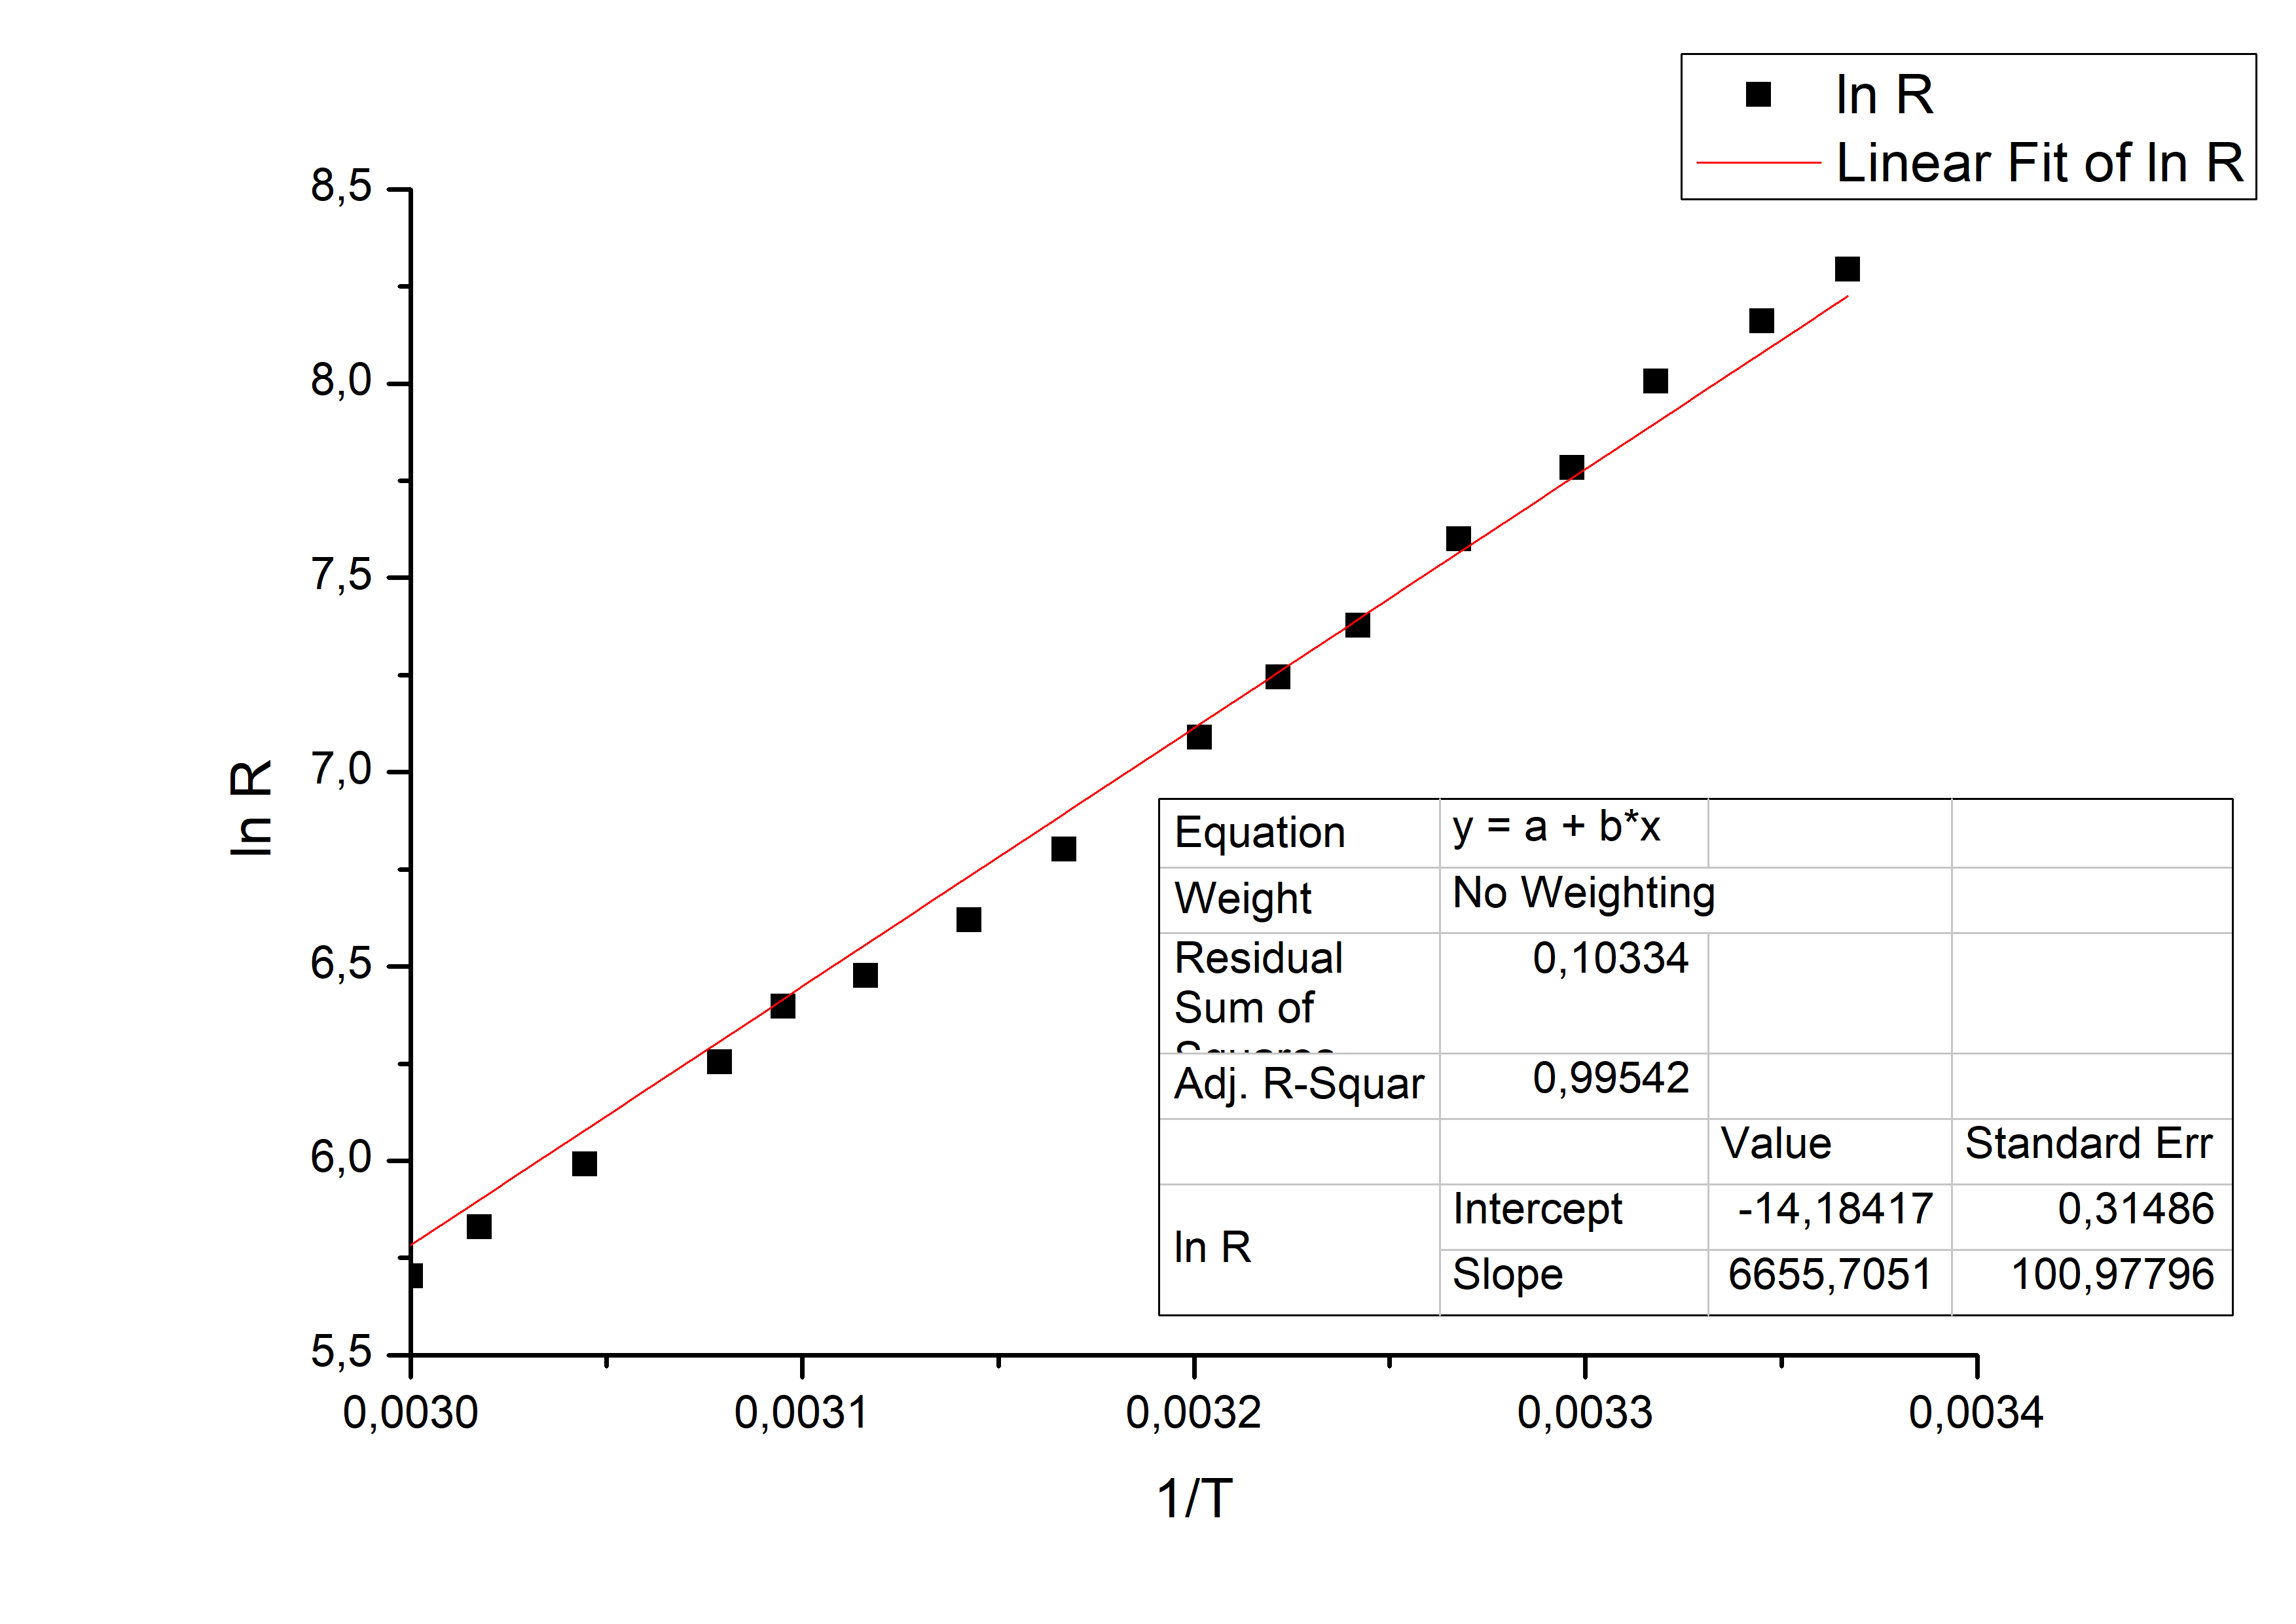 ln R
Linear Fit of ln R
8,5
8,0
7,5
7,0
6,5
6,0
5,5
ln R
0,0030 0,0031 0,0032 0,0033 0,0034
1/T
Equation y = a + b*x
Weight No Weighting
Residual 0,10334
Sum of
Squares
Adj. R-Squar 0,99542
Value Standard Err
ln R Intercept -14,18417 0,31486
Slope 6655,7051 100,97796